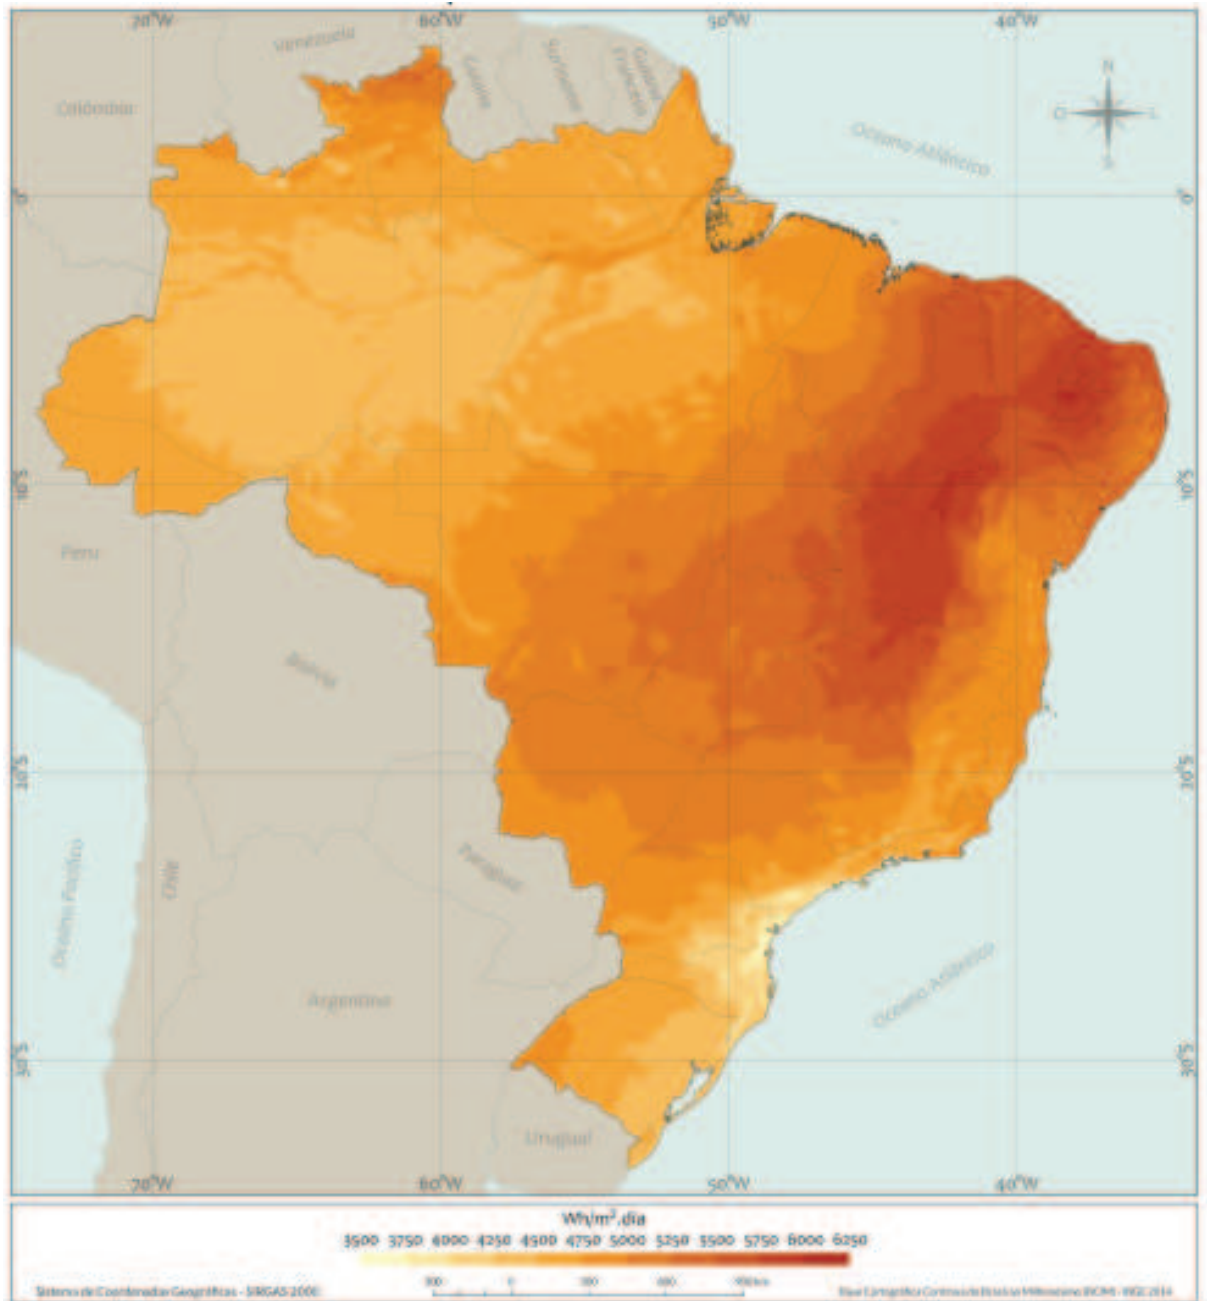 70°W 60°W 50°W 40°W
Venezuela
Colômbia
Guiana
Suriname
Guiana
Francesa
N
O L
S
Oceano Atlântico
0° 0°
10°S 10°S
Peru
Bolívia
20°S
Paraguai
Chile
Oceano Pacífico
Oceano Atlântico
Argentina
30°S 30°S
Uruguai
70°W 60°W 50°W 40°W
Wh/m².dia
3500 3750 4000 4250 4500 4750 5000 5250 5500 5750 6000 6250
Sistema de Coordenadas Geográficas - SIRGAS 2000